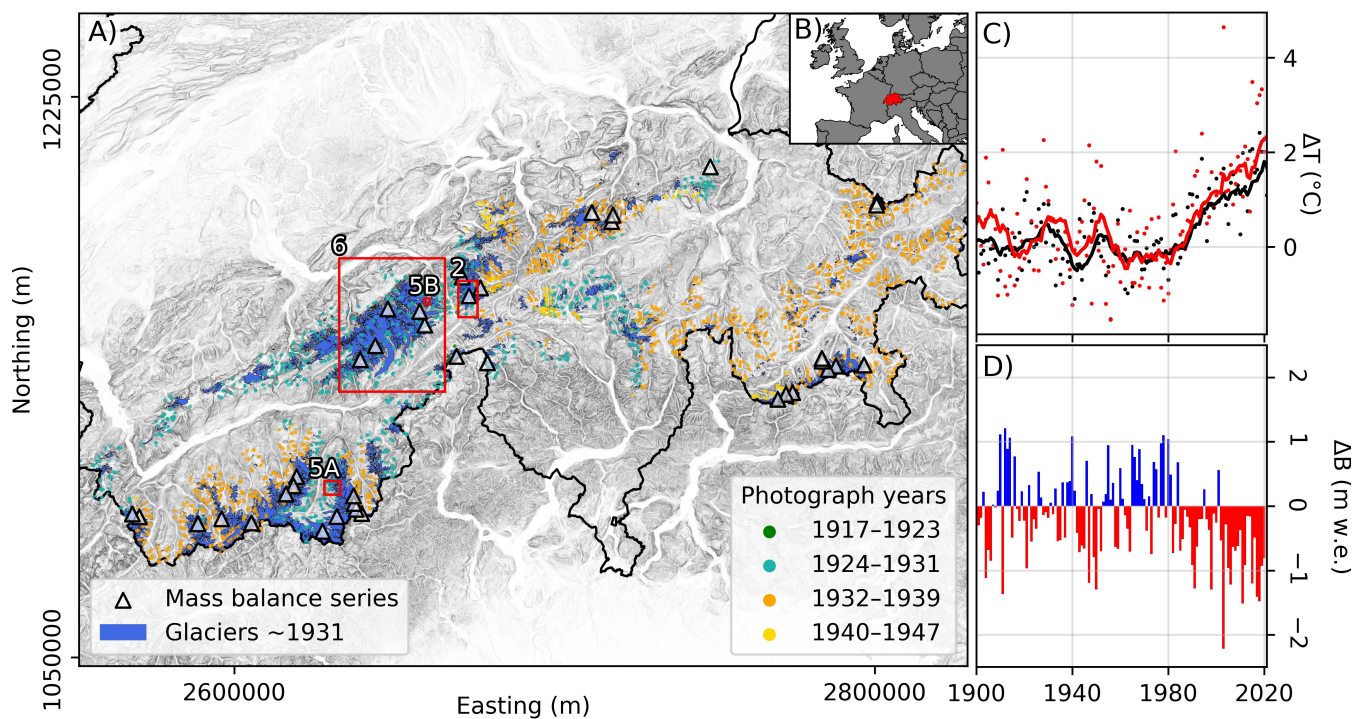 A)
B)
C)
D)
1225000
Northing (m)
1050000
6
5B
2
5A
Mass balance series
Glaciers ~1931
Photograph years
1917–1923
1924–1931
1932–1939
1940–1947
2600000
Easting (m)
2800000
4
2
0
ΔT (°C)
2
1
0
−1
−2
ΔB (m w.e.)
1900
1940
1980
2020